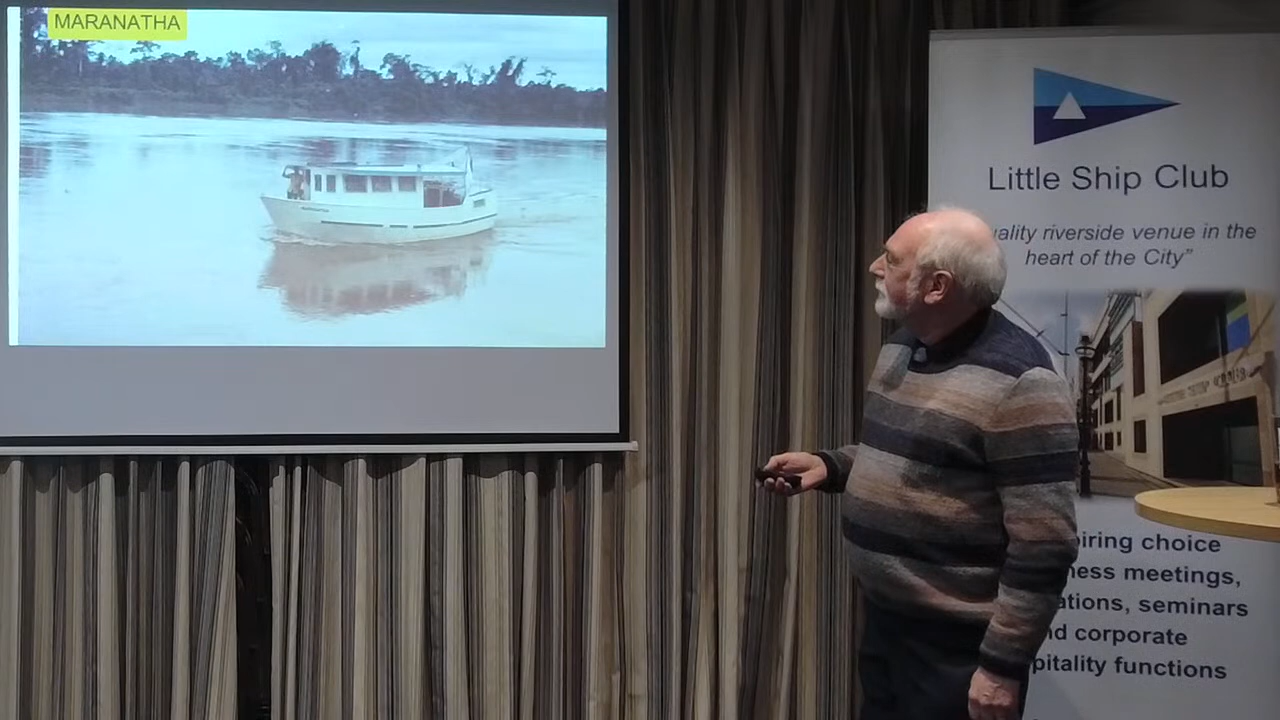 MARANATHA
Little Ship Club
uality riverside venue in the
heart of the City”
piring choice
ness meetings,
ations, seminars
nd corporate
pitality functions